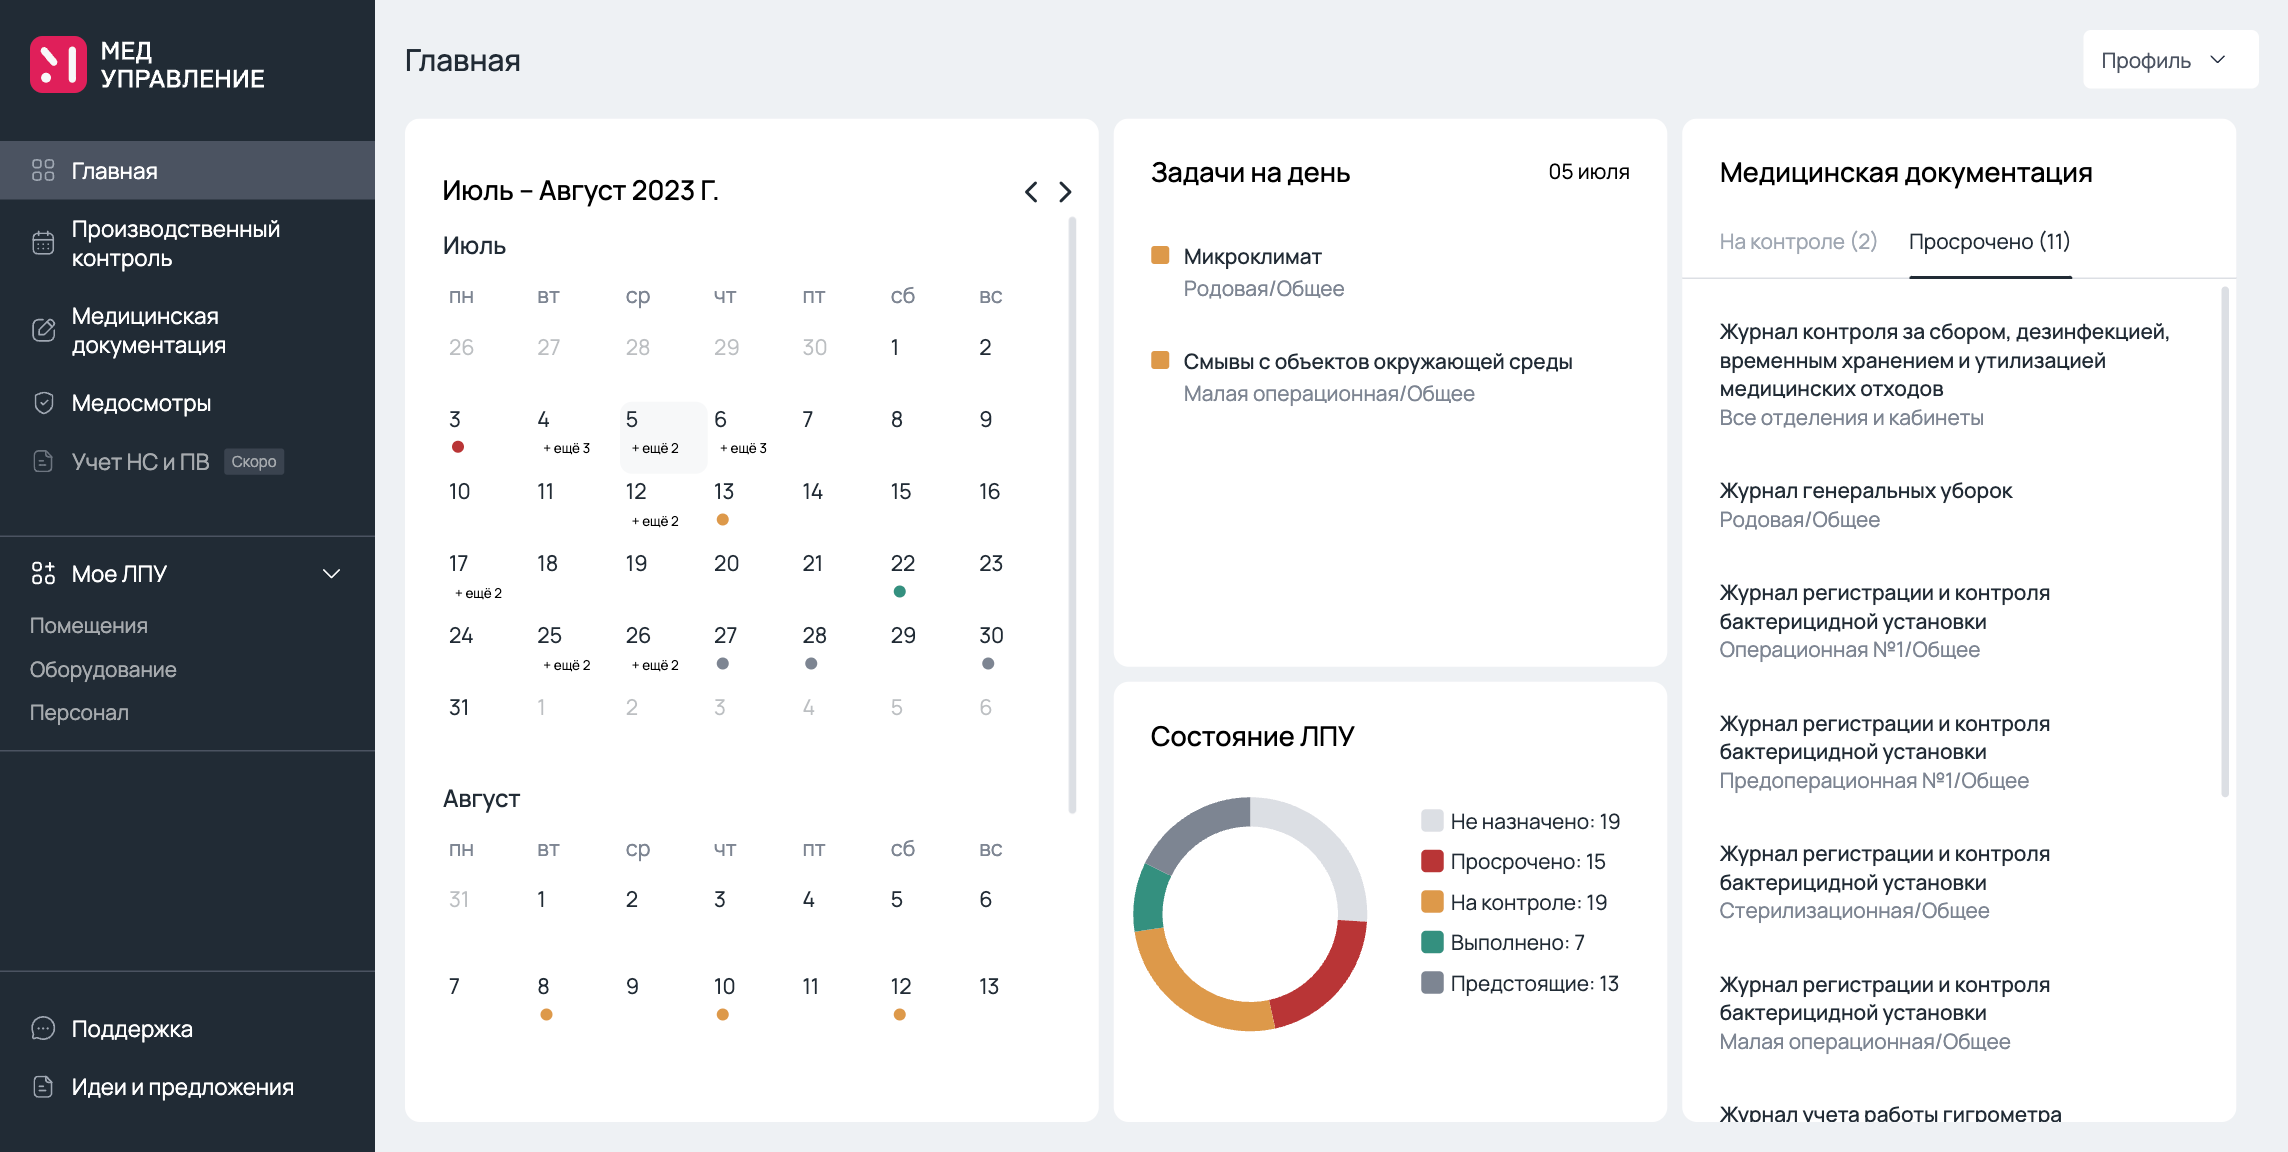 МЕД
УПРАВЛЕНИЕ
Главная
Производственный
контроль
Медицинская
документация
Медосмотры
Учет НС и ПВ Скоро
Мое ЛПУ
Помещения
Оборудование
Персонал
Поддержка
Идеи и предложения
Главная
Профиль
Июль – Август 2023 Г.
Июль
пн вт ср чт пт сб вс
26 27 28 29 30 1 2
3 4 5 6 7 8 9
+ ещё 3 + ещё 2 + ещё 3
10 11 12 13 14 15 16
+ ещё 2
17 18 19 20 21 22 23
+ ещё 2
24 25 26 27 28 29 30
+ ещё 2 + ещё 2
31 1 2 3 4 5 6
Август
пн вт ср чт пт сб вс
31 1 2 3 4 5 6
7 8 9 10 11 12 13
Задачи на день 05 июля
Микроклимат
Родовая/Общее
Смывы с объектов окружающей среды
Малая операционная/Общее
Состояние ЛПУ
Не назначено: 19
Просрочено: 15
На контроле: 19
Выполнено: 7
Предстоящие: 13
Медицинская документация
На контроле (2) Просрочено (11)
Журнал контроля за сбором, дезинфекцией,
временным хранением и утилизацией
медицинских отходов
Все отделения и кабинеты
Журнал генеральных уборок
Родовая/Общее
Журнал регистрации и контроля
бактерицидной установки
Операционная №1/Общее
Журнал регистрации и контроля
бактерицидной установки
Предоперационная №1/Общее
Журнал регистрации и контроля
бактерицидной установки
Стерилизационная/Общее
Журнал регистрации и контроля
бактерицидной установки
Малая операционная/Общее
Журнал учета работы гигрометра